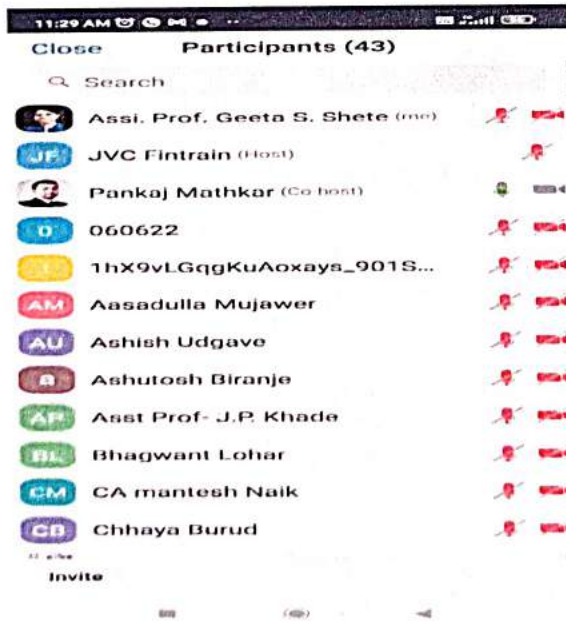 11:29 AM
Close Participants (43)
Search
Assi. Prof. Geeta S. Shete (me)
JF JVC Fintrain (Host)
Pankaj Mathkar (Co host)
0 060622
1 1hX9vLGqgKuAoxays_901S...
AM Aasadulla Mujawer
AU Ashish Udgave
Ashutosh Biranje
AP Asst Prof- J.P. Khade
BL Bhagwant Lohar
CM CA mantesh Naik
CB Chhaya Burud
Invite